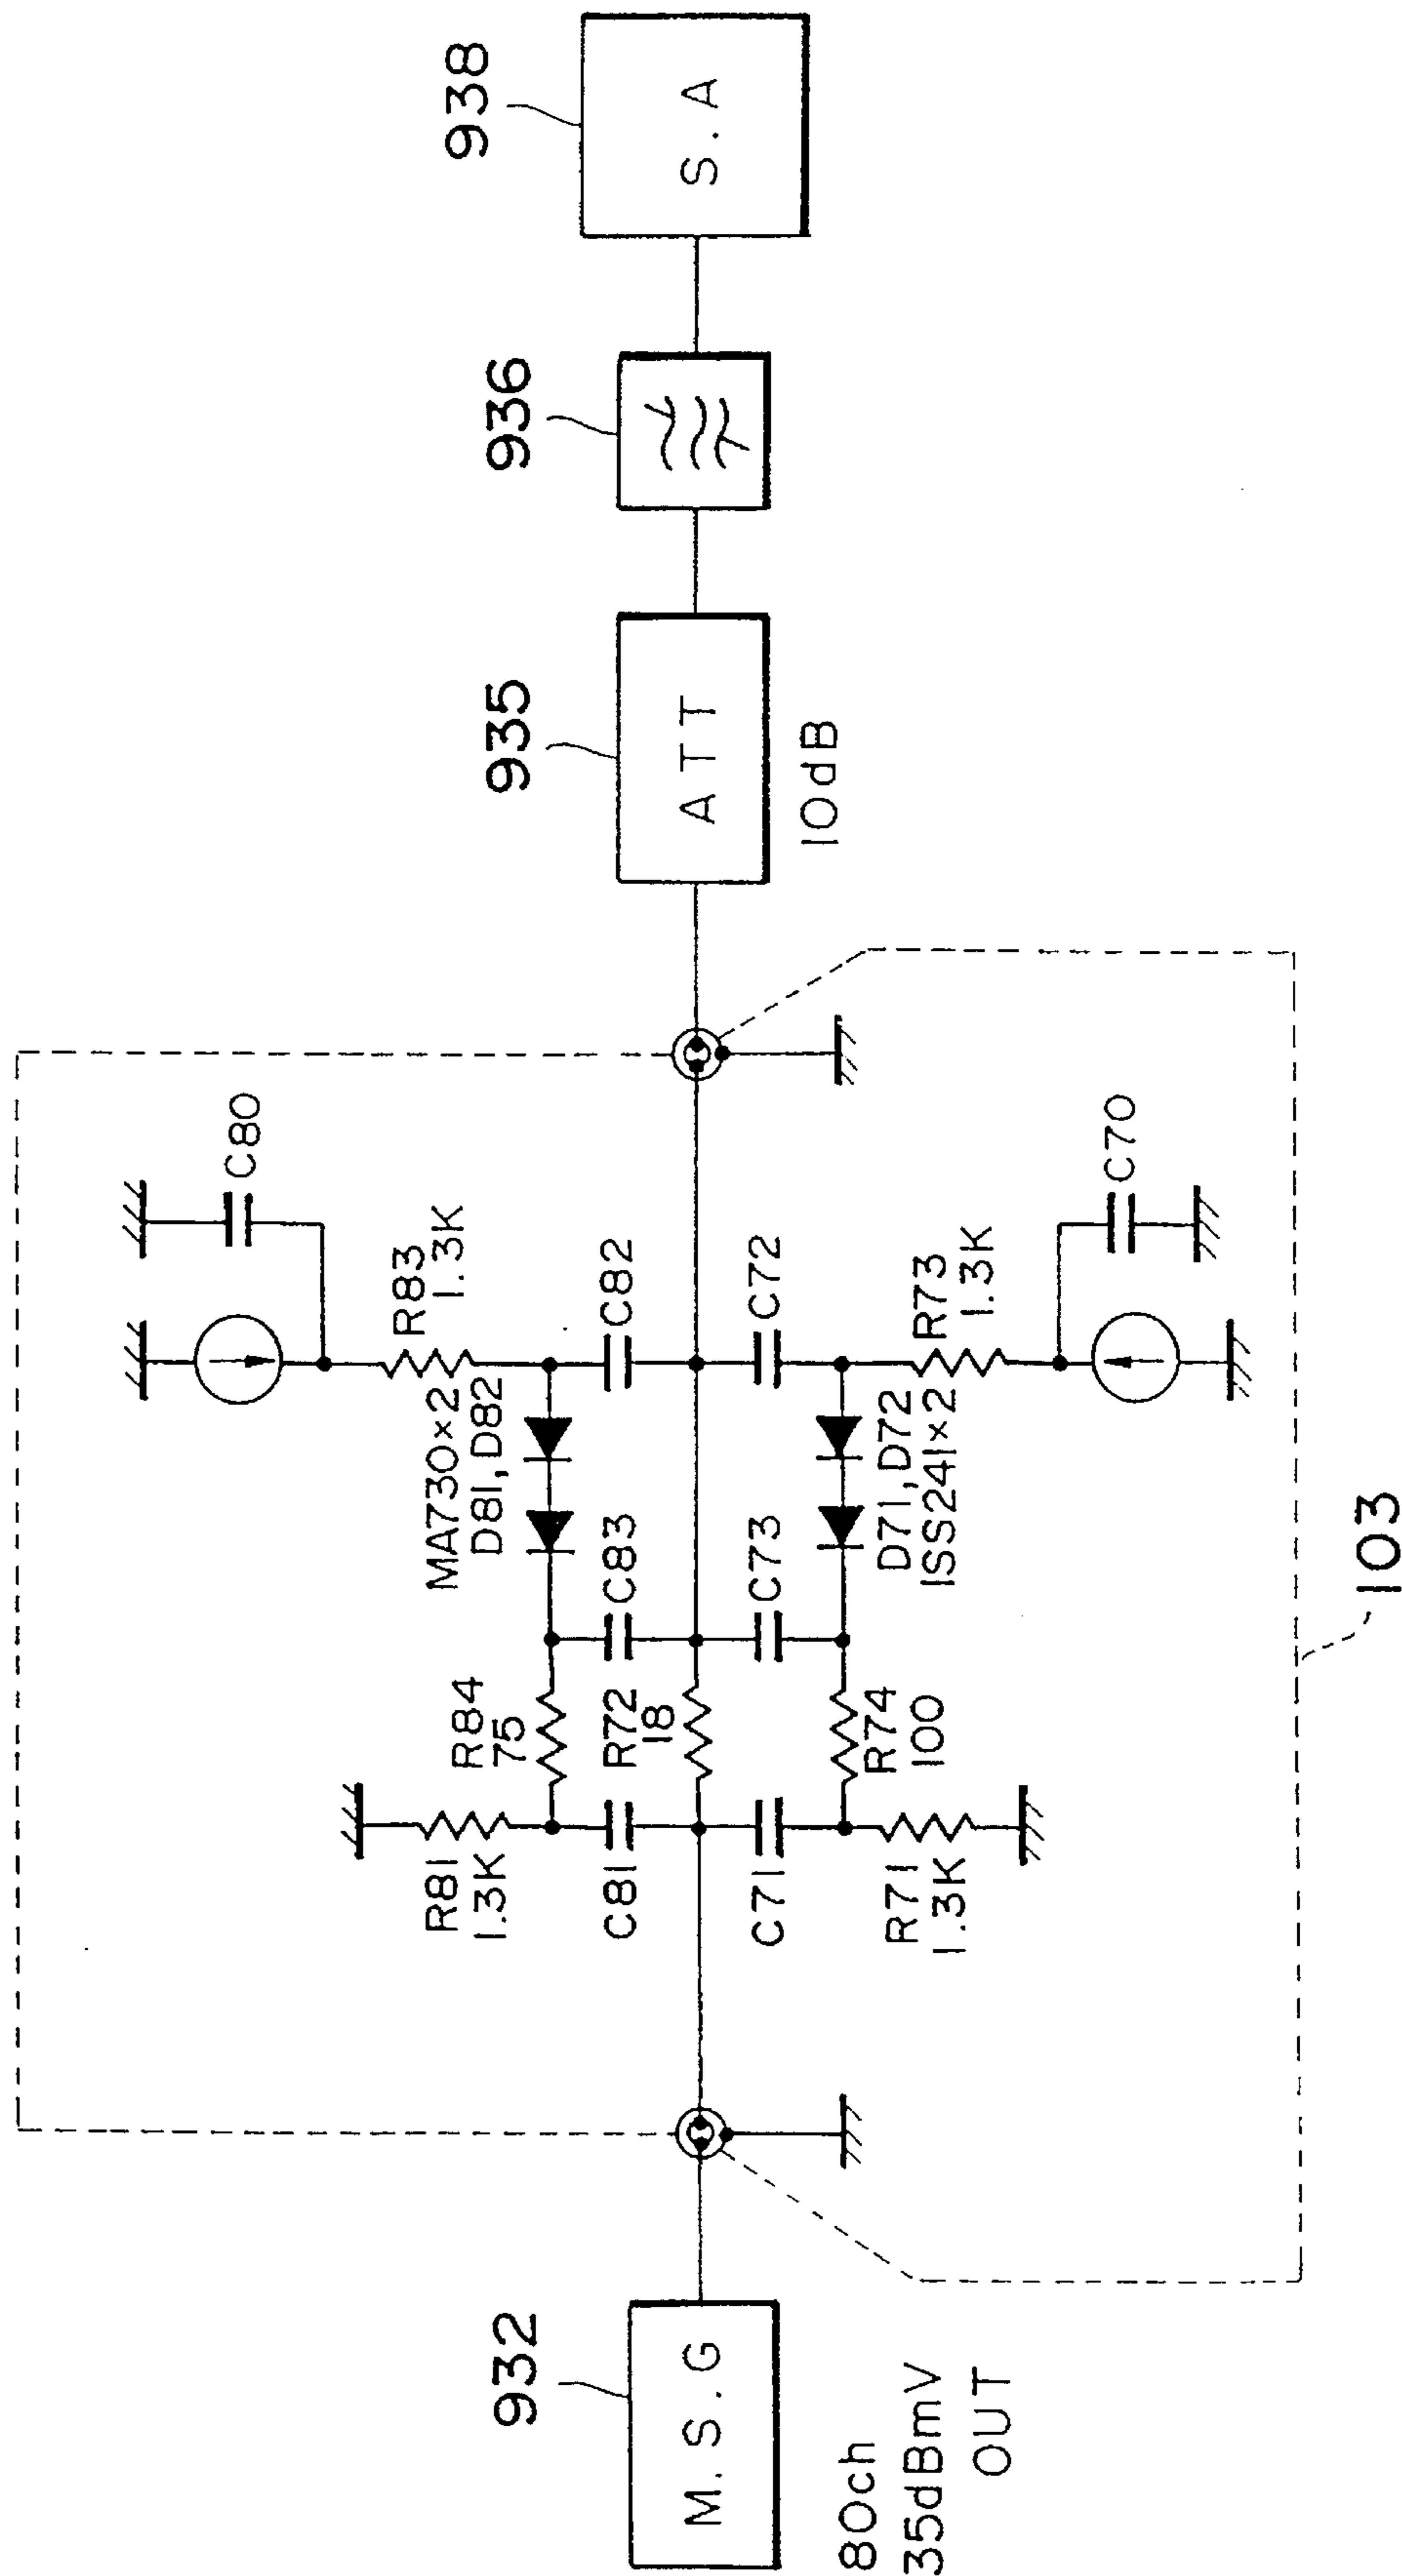 C80
R83
1.3K
MA730×2
D81,D82
R81
1.3K
R84
75
C81
C83
C82
R72
18
932
M.S.G
80ch
35dBmV
OUT
935
ATT
10dB
936
938
S.A
C71
C73
C72
R74
100
D71,D72
1SS241×2
R71
1.3K
R73
1.3K
C70
103